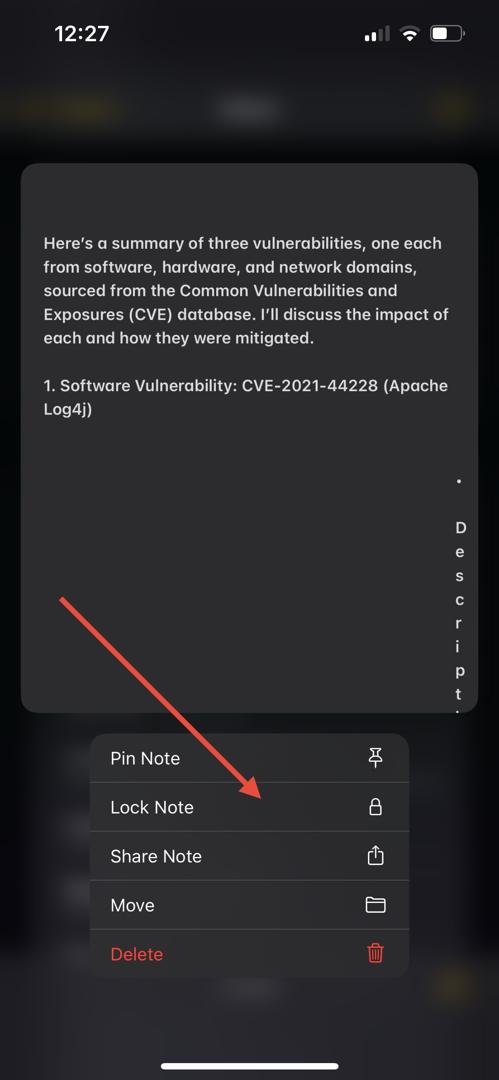 12:27
Here's a summary of three vulnerabilities, one each
from software, hardware, and network domains,
sourced from the Common Vulnerabilities and
Exposures (CVE) database. I'll discuss the impact of
each and how they were mitigated.
1. Software Vulnerability: CVE-2021-44228 (Apache
Log4j)
•
D
e
s
c
r
i
p
t
Pin Note
Lock Note
Share Note
Move
Delete